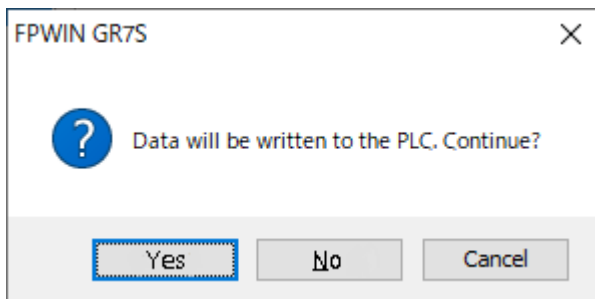 FPWIN GR7S
Data will be written to the PLC. Continue?
Yes
No
Cancel